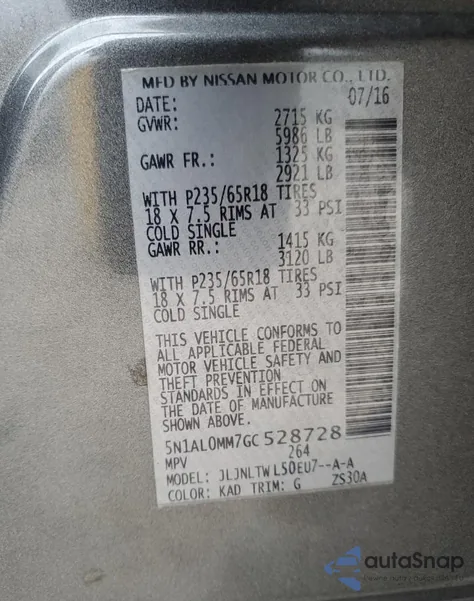 MFD BY NISSAN MOTOR CO., LTD.
DATE: 07/16
GVWR: 2715 KG
5986 LB
GAWR FR.: 1325 KG
2921 LB
WITH P235/65R18 TIRES
18 X 7.5 RIMS AT 33 PSI
COLD SINGLE
GAWR RR.: 1415 KG
3120 LB
WITH P235/65R18 TIRES
18 X 7.5 RIMS AT 33 PSI
COLD SINGLE
THIS VEHICLE CONFORMS TO
ALL APPLICABLE FEDERAL
MOTOR VEHICLE SAFETY AND
THEFT PREVENTION
STANDARDS IN EFFECT ON
THE DATE OF MANUFACTURE
SHOWN ABOVE.
5N1AL0MM7GC528728
MPV 264
MODEL: JLJNLTWL50EU7--A-A
COLOR: KAD TRIM: G ZS30A
autoSnap